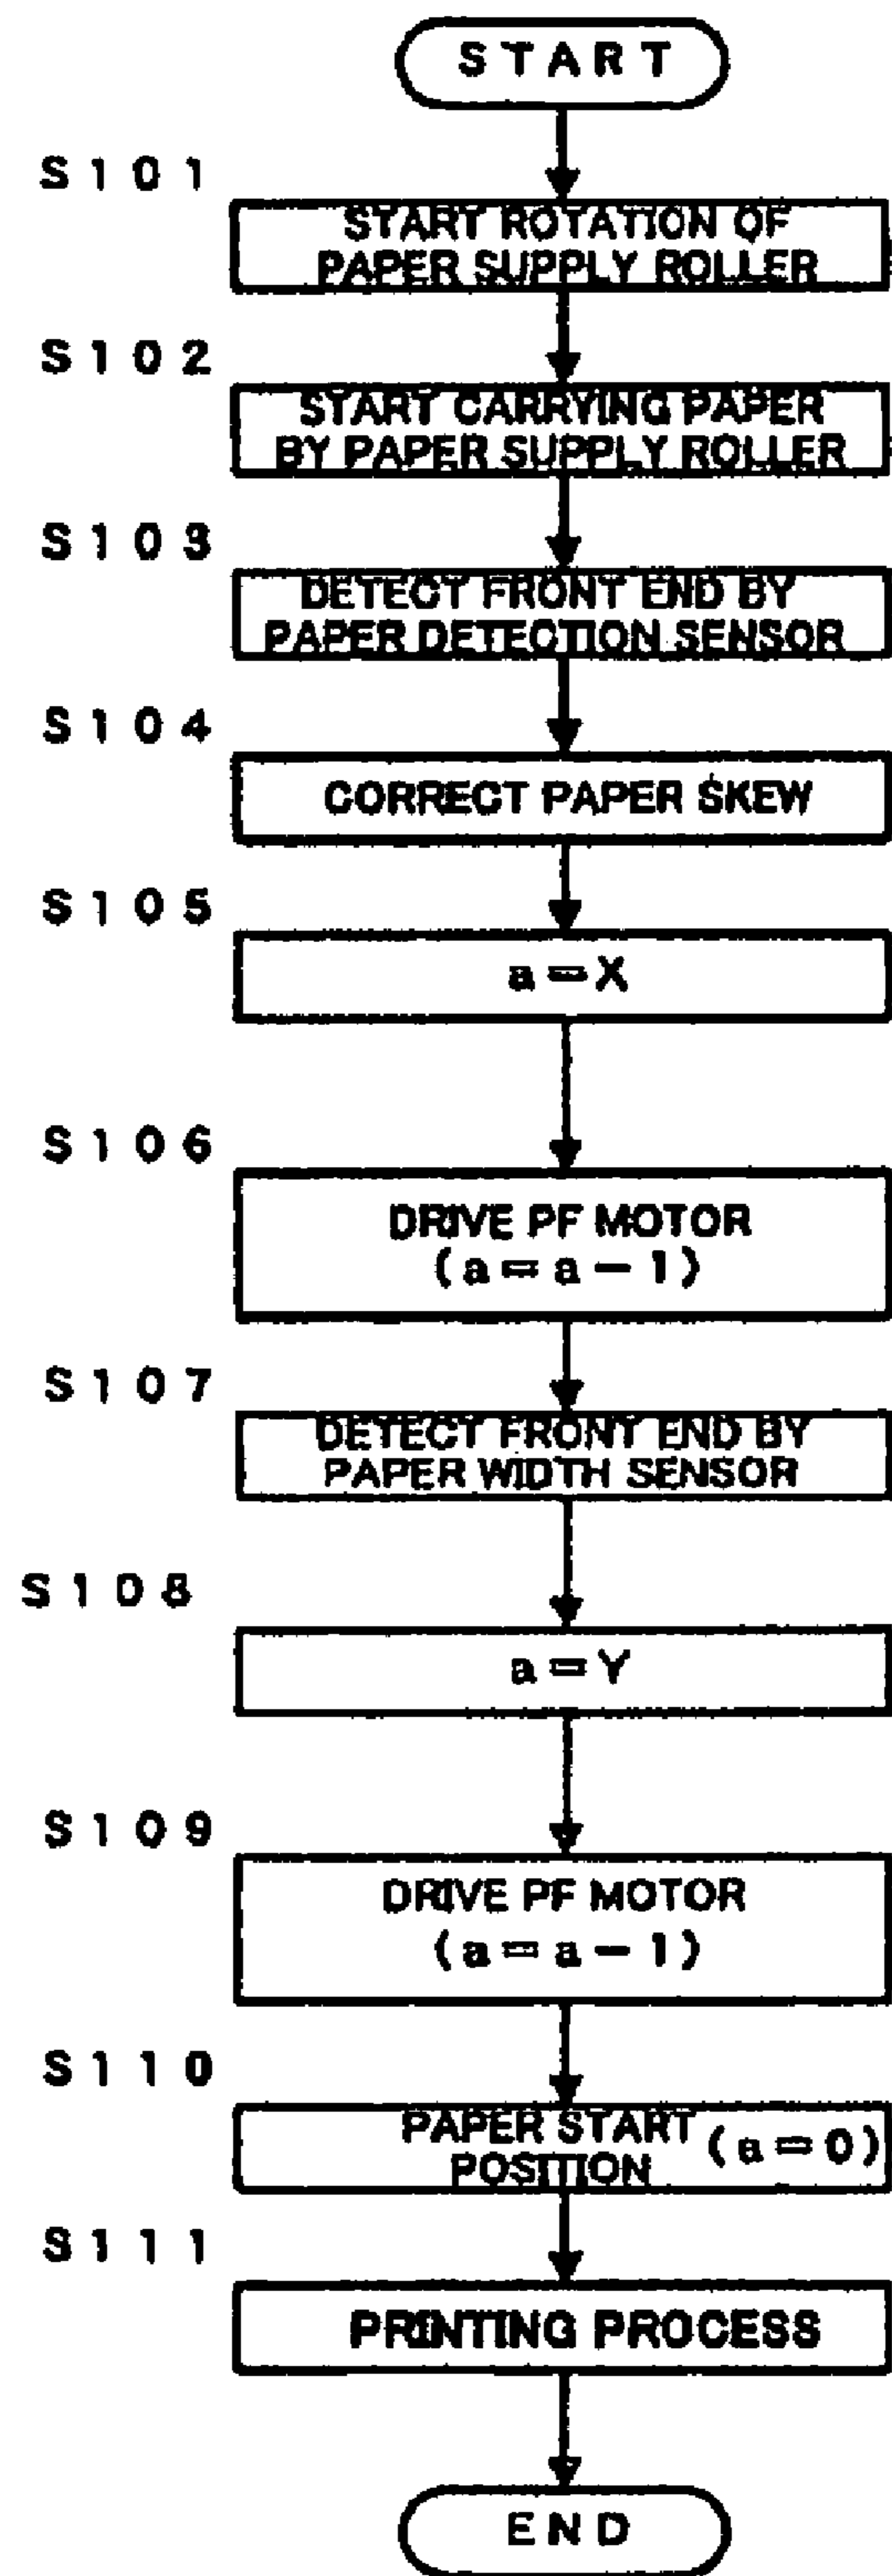 START
S101
START ROTATION OF
PAPER SUPPLY ROLLER
S102
START CARRYING PAPER
BY PAPER SUPPLY ROLLER
S103
DETECT FRONT END BY
PAPER DETECTION SENSOR
S104
CORRECT PAPER SKEW
S105
a=X
S106
DRIVE PF MOTOR
(a=a-1)
S107
DETECT FRONT END BY
PAPER WIDTH SENSOR
S108
a=Y
S109
DRIVE PF MOTOR
(a=a-1)
S110
PAPER START
POSITION (a=0)
S111
PRINTING PROCESS
END